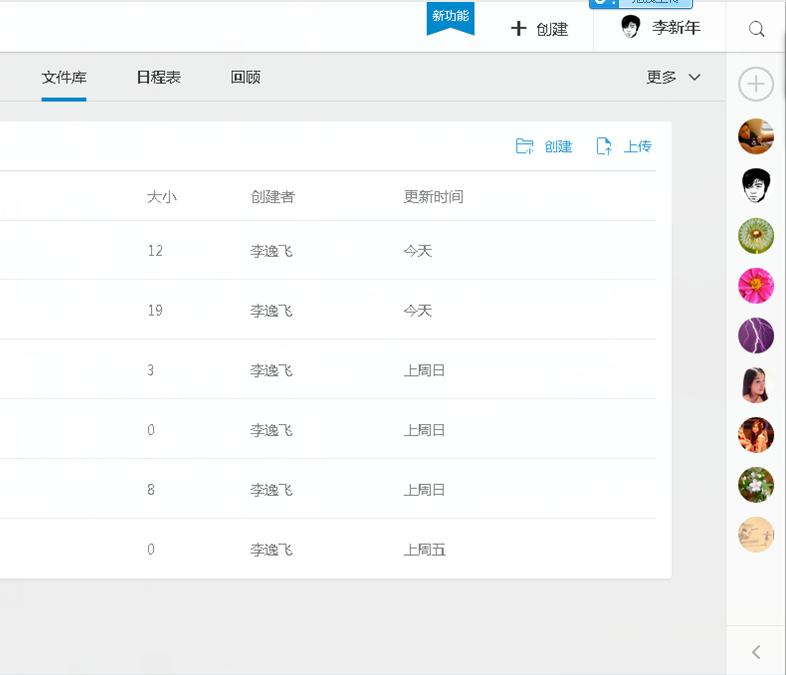 新功能
创建
李新年
文件库
日程表
回顾
更多
创建
上传
大小
创建者
更新时间
12
李逸飞
今天
19
李逸飞
今天
3
李逸飞
上周日
0
李逸飞
上周日
8
李逸飞
上周日
0
李逸飞
上周五